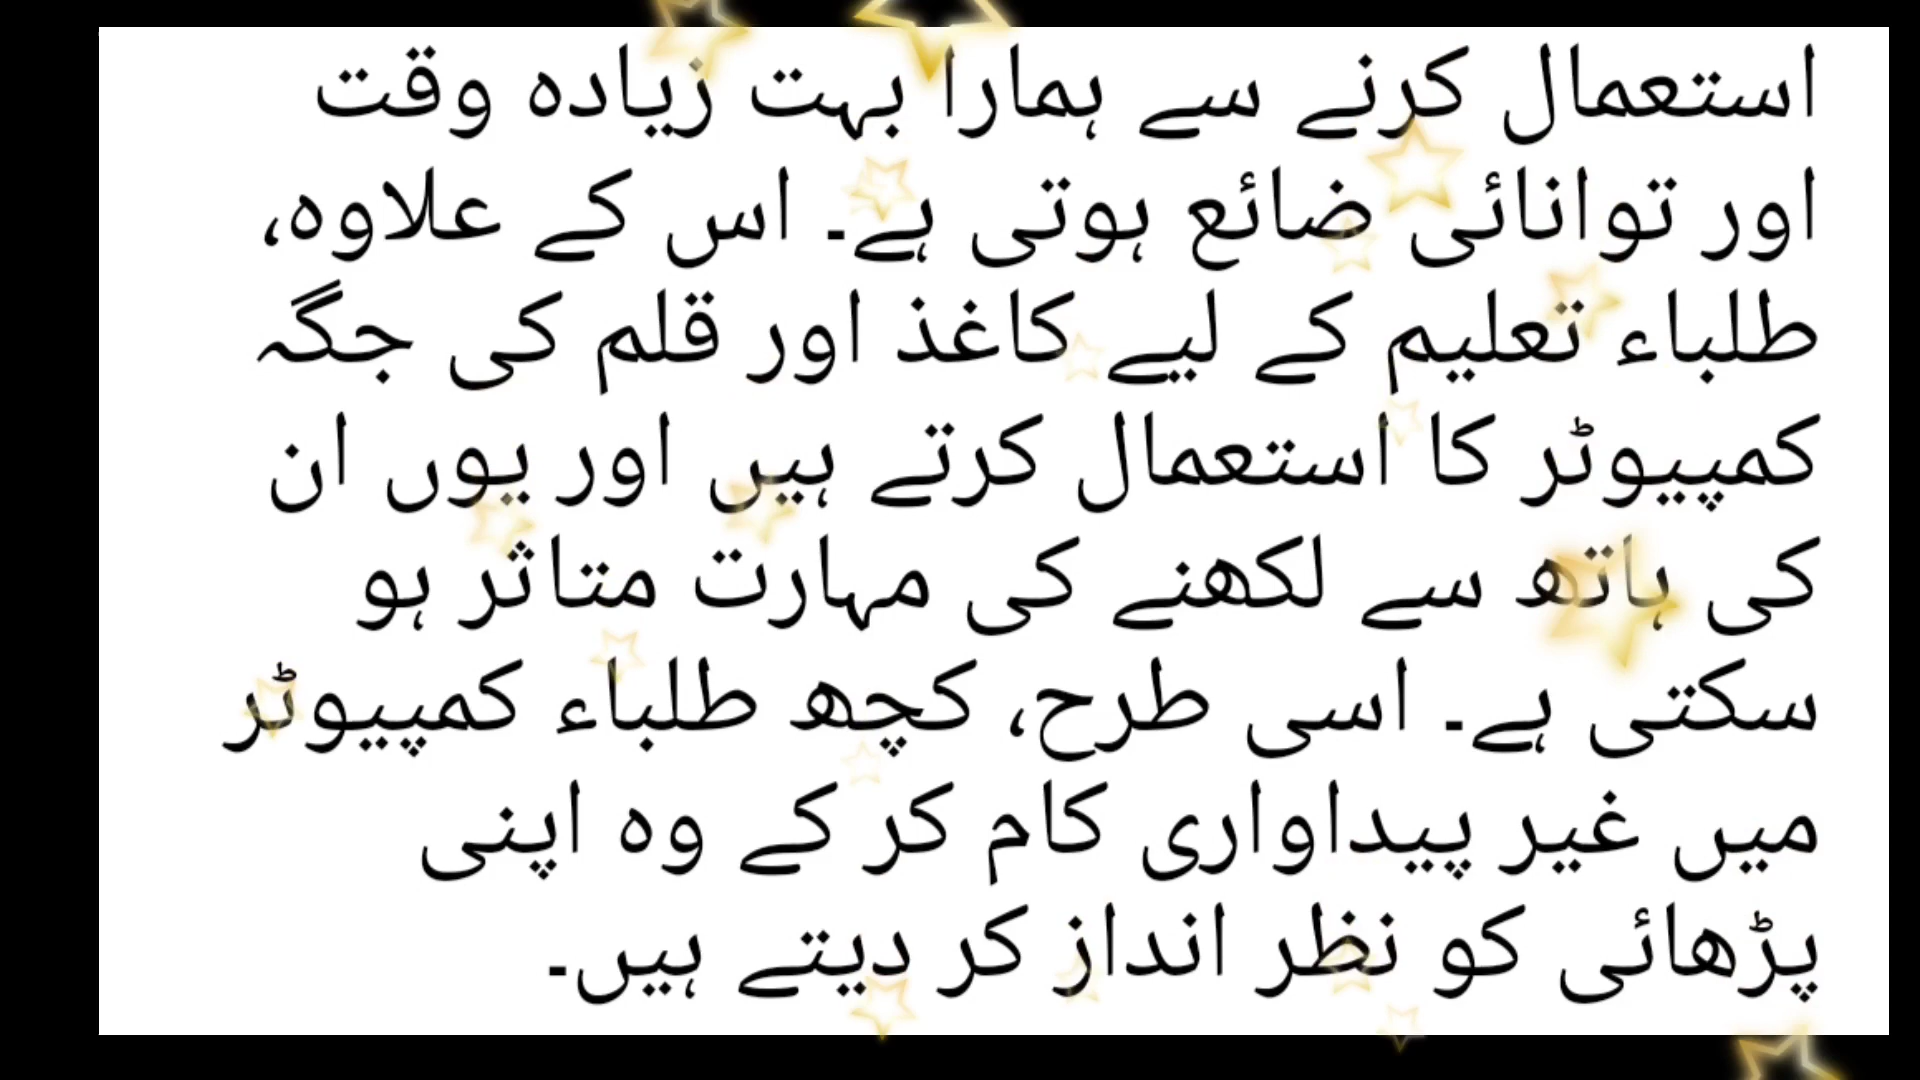 استعمال کرنے سے ہمارا بہت زیادہ وقت
اور توانائی ضائع ہوتی ہے۔ اس کے علاوہ،
طلباء تعلیم کے لیے کاغذ اور قلم کی جگہ
کمپیوٹر کا استعمال کرتے ہیں اور یوں ان
کی ہاتھ سے لکھنے کی مہارت متاثر ہو
سکتی ہے۔ اسی طرح، کچھ طلباء کمپیوٹر
میں غیر پیداواری کام کر کے وہ اپنی
پڑھائی کو نظر انداز کر دیتے ہیں۔